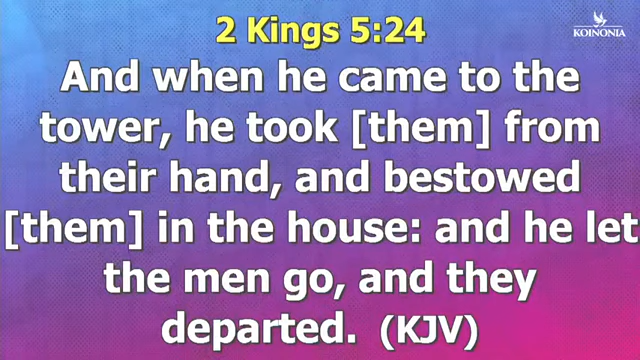 2 Kings 5:24
KOINONIA
And when he came to the
tower, he took [them] from
their hand, and bestowed
[them] in the house: and he let
the men go, and they
departed. (KJV)